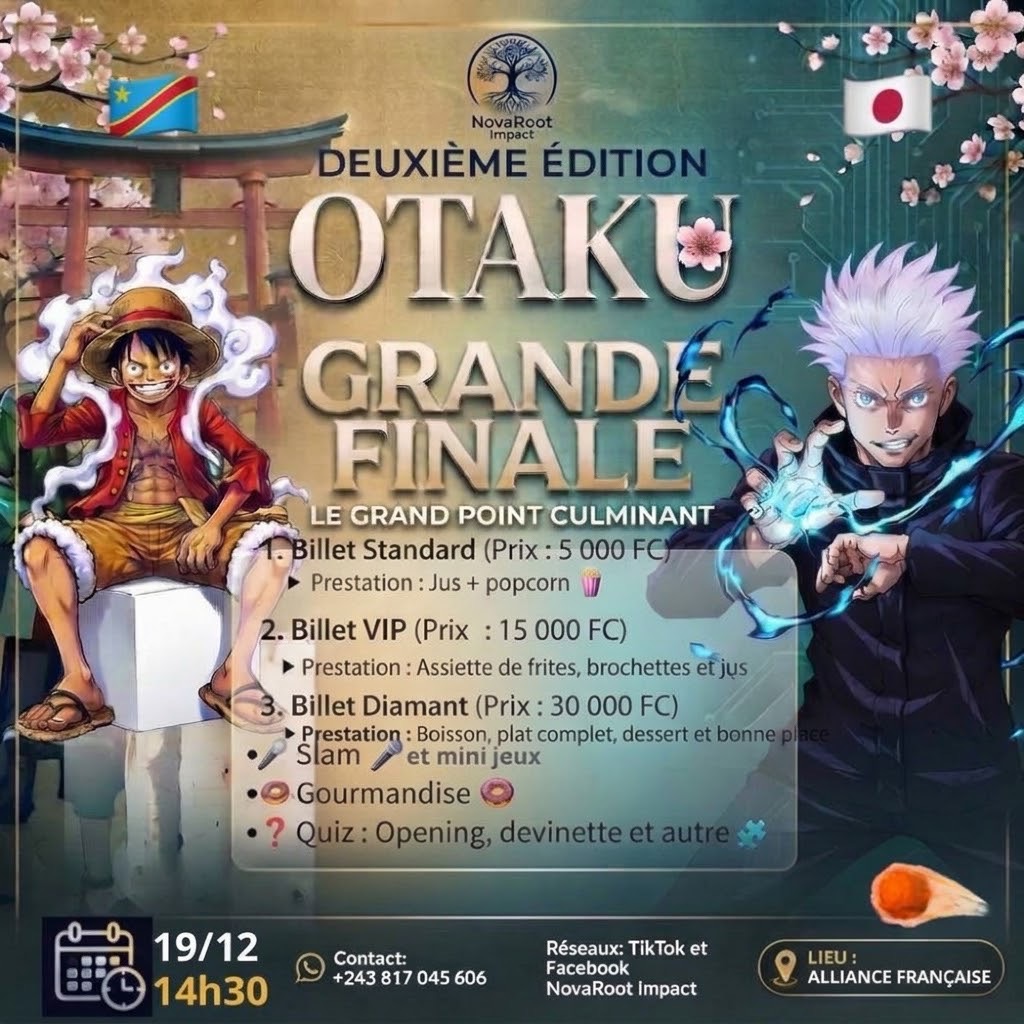 NovaRoot
Impact
DEUXIÈME ÉDITION
OTAKU
GRANDE
FINALE
LE GRAND POINT CULMINANT
1. Billet Standard (Prix : 5 000 FC)
▶ Prestation : Jus + popcorn 🍿
2. Billet VIP (Prix : 15 000 FC)
▶ Prestation : Assiette de frites, brochettes et jus
3. Billet Diamant (Prix : 30 000 FC)
▶ Prestation : Boisson, plat complet, dessert et bonne place
•🎤 Slam 🎤 et mini jeux
•🍩 Gourmandise 🍩
•❓ Quiz : Opening, devinette et autre 🧩
19/12
14h30
Contact:
+243 817 045 606
Réseaux: TikTok et
Facebook
NovaRoot Impact
LIEU :
ALLIANCE FRANÇAISE